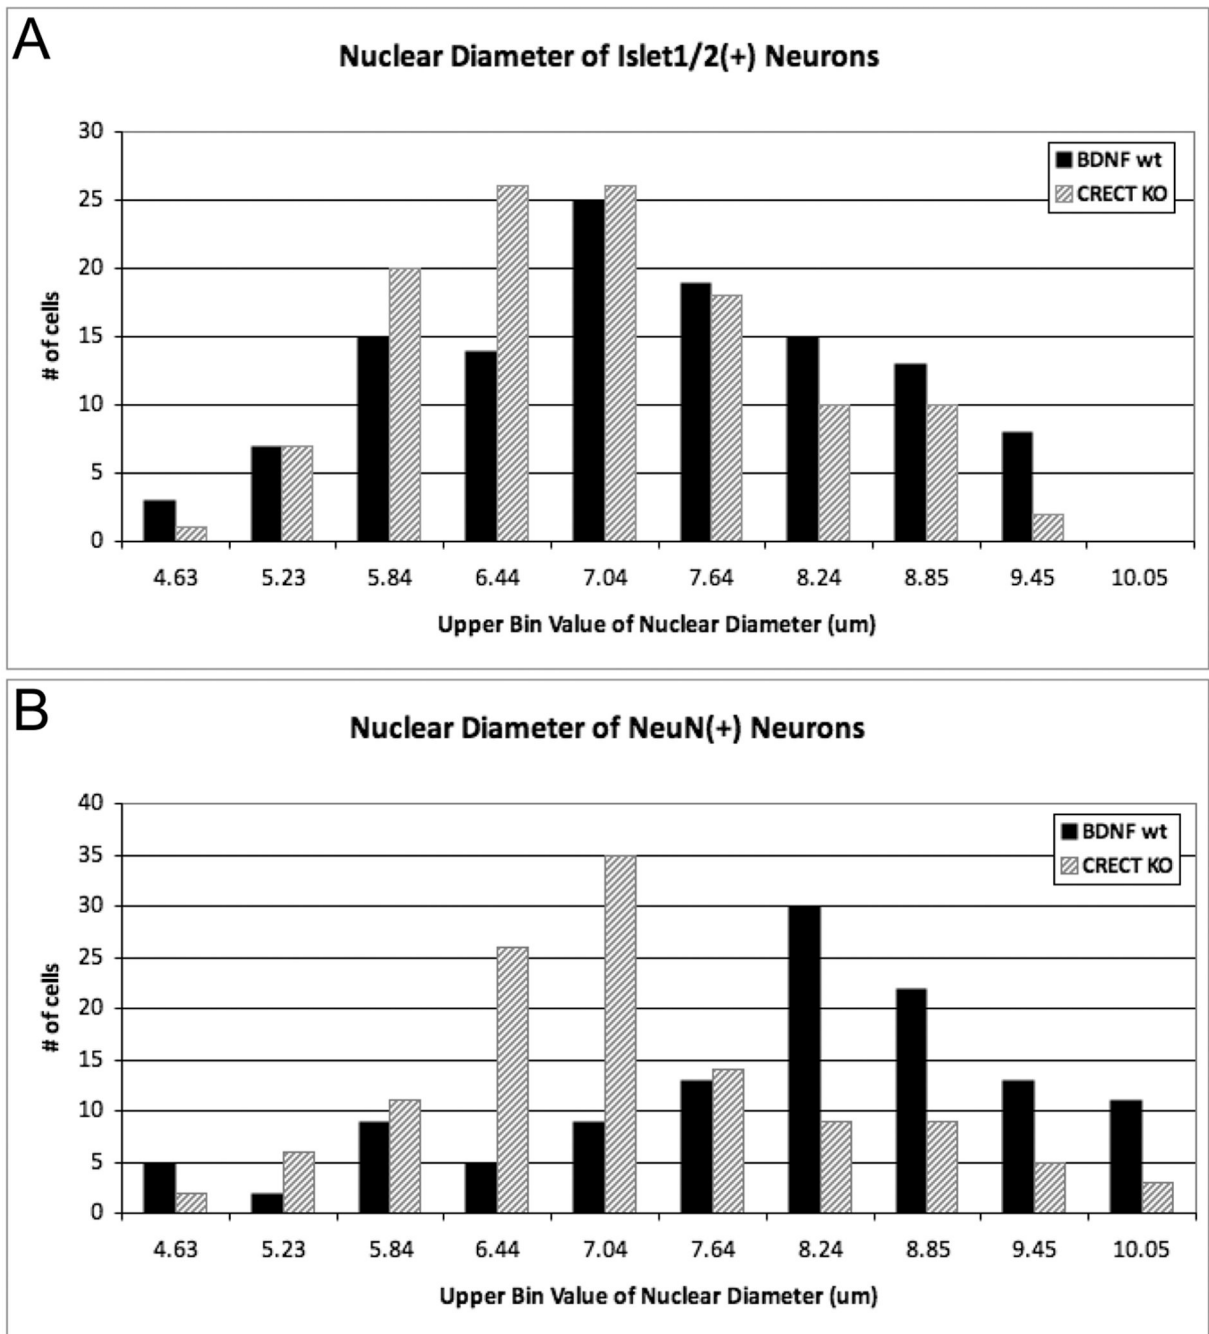 A
Nuclear Diameter of Islet1/2(+) Neurons
30
25
20
15
10
5
0
# of cells
BDNF wt
CRECT KO
4.63 5.23 5.84 6.44 7.04 7.64 8.24 8.85 9.45 10.05
Upper Bin Value of Nuclear Diameter (um)
B
Nuclear Diameter of NeuN(+) Neurons
40
35
30
25
20
15
10
5
0
# of cells
BDNF wt
CRECT KO
4.63 5.23 5.84 6.44 7.04 7.64 8.24 8.85 9.45 10.05
Upper Bin Value of Nuclear Diameter (um)